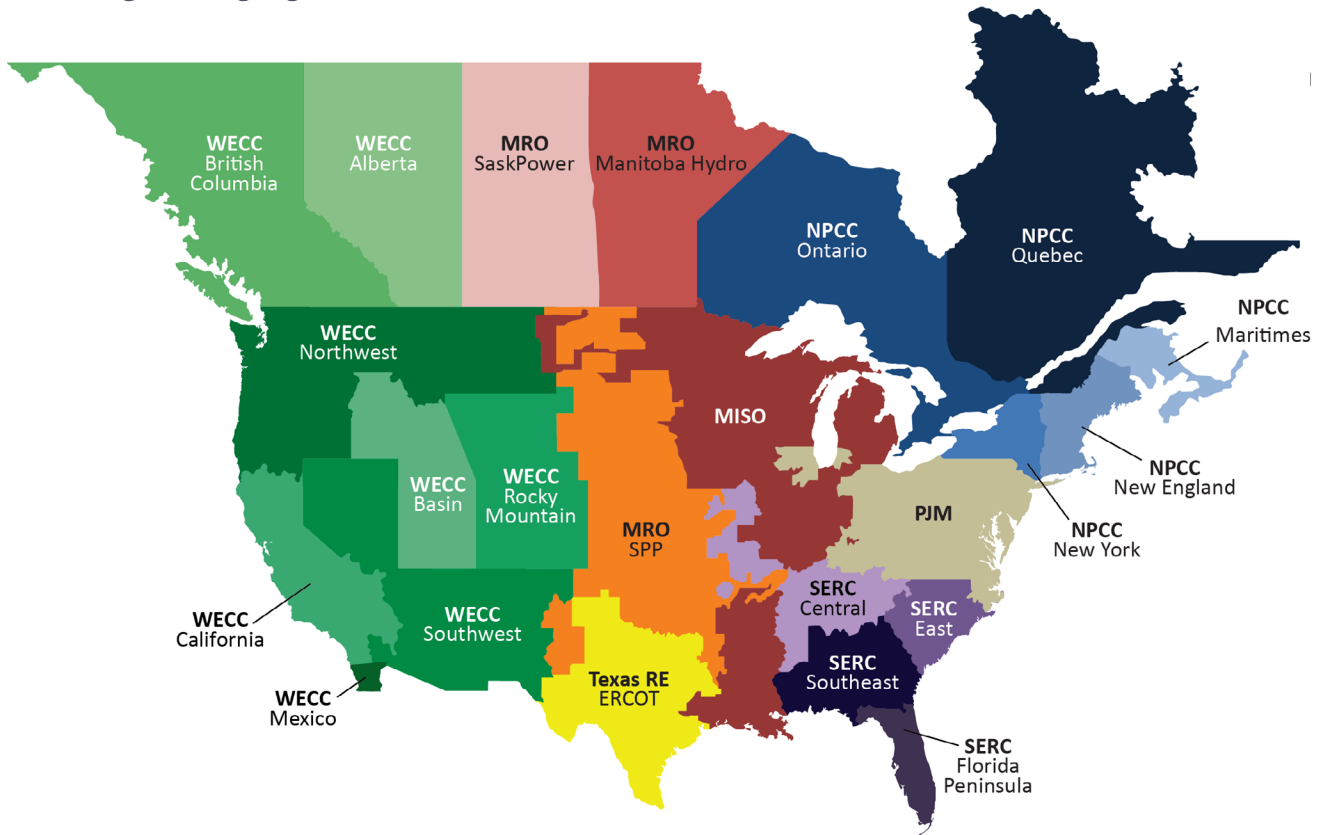 WECC
British
Columbia
WECC
Alberta
MRO
SaskPower
MRO
Manitoba Hydro
NPCC
Ontario
NPCC
Quebec
NPCC
Maritimes
WECC
Northwest
MISO
WECC
Basin
WECC
Rocky
Mountain
NPCC
New England
PJM
MRO
SPP
NPCC
New York
SERC
Central
SERC
East
WECC
California
WECC
Southwest
SERC
Southeast
Texas RE
ERCOT
WECC
Mexico
SERC
Florida
Peninsula